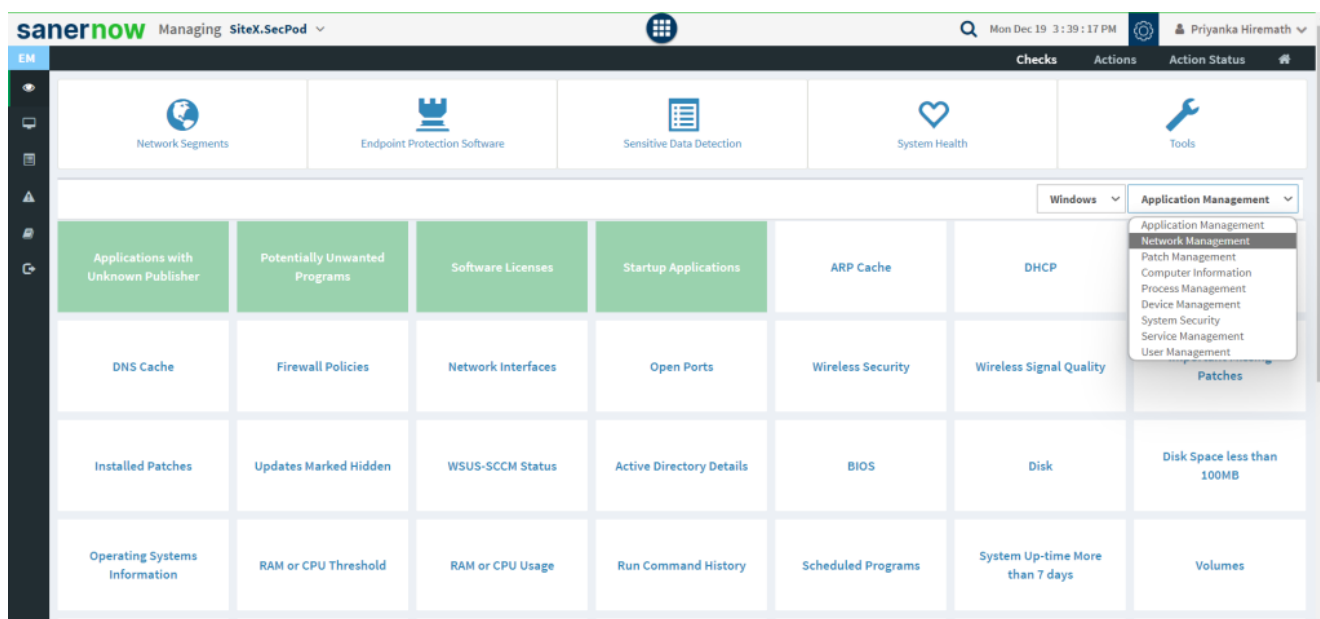 sanernow Managing SiteX.SecPod Mon Dec 19 3:39:17 PM Priyanka Hiremath
EM Checks Actions Action Status
Network Segments Endpoint Protection Software Sensitive Data Detection System Health Tools
Windows Application Management
Application Management
Network Management
Patch Management
Computer Information
Process Management
Device Management
System Security
Service Management
User Management
Applications with Unknown Publisher
Potentially Unwanted Programs
Software Licenses
Startup Applications
ARP Cache
DHCP
DNS Cache
Firewall Policies
Network Interfaces
Open Ports
Wireless Security
Wireless Signal Quality
Patches
Installed Patches
Updates Marked Hidden
WSUS-SCCM Status
Active Directory Details
BIOS
Disk
Disk Space less than 100MB
Operating Systems Information
RAM or CPU Threshold
RAM or CPU Usage
Run Command History
Scheduled Programs
System Up-time More than 7 days
Volumes